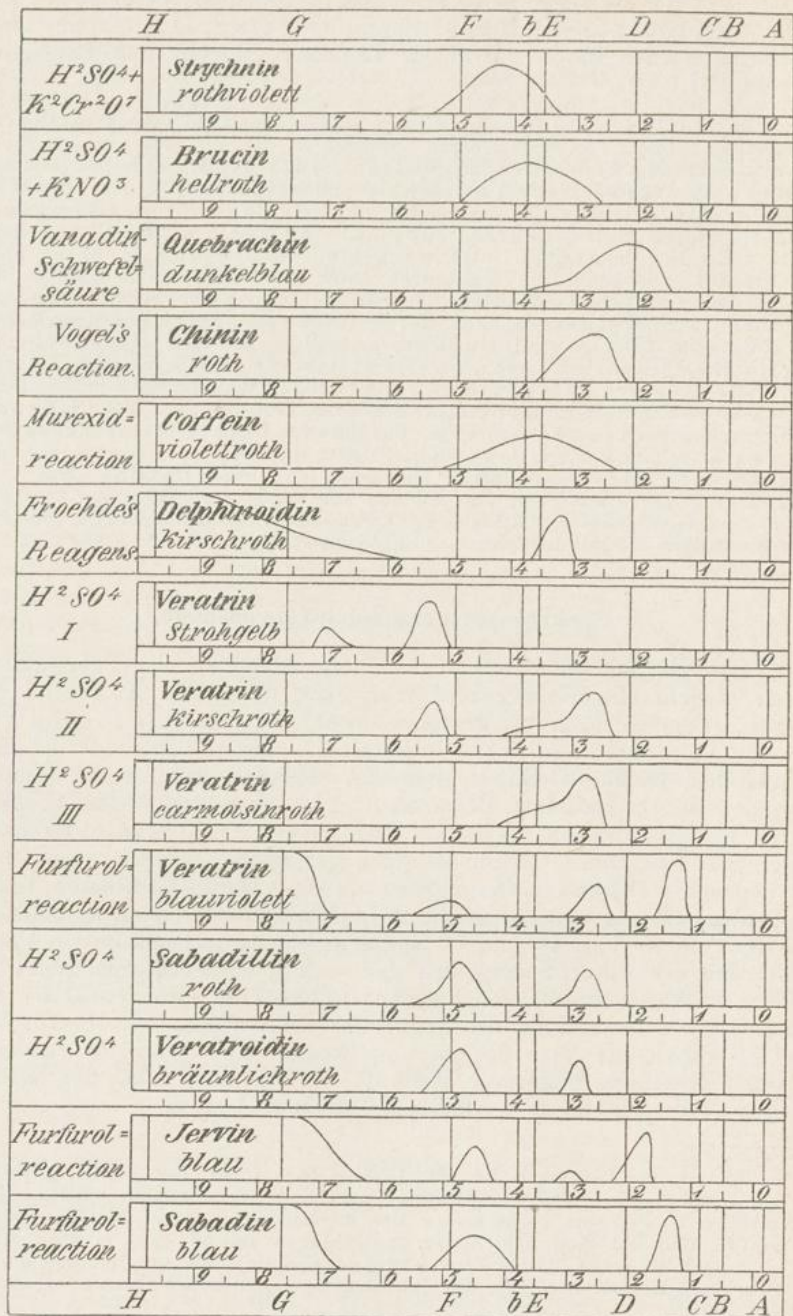 H G F b E D C B A
H²SO⁴+ Strychnin
K²Cr²O⁷ rothviolett
9 8 7 6 5 4 3 2 1 0
H²SO⁴ Brucin
+KNO³ hellroth
9 8 7 6 5 4 3 2 1 0
Vanadin- Quebrachin
Schwefel= dunkelblau
säure
9 8 7 6 5 4 3 2 1 0
Vogel's Chinin
Reaction. roth
9 8 7 6 5 4 3 2 1 0
Murexid= Coffein
reaction violettroth
9 8 7 6 5 4 3 2 1 0
Froehde's Delphinoidin
Reagens. kirschroth
9 8 7 6 5 4 3 2 1 0
H²SO⁴ Veratrin
I Strohgelb
9 8 7 6 5 4 3 2 1 0
H²SO⁴ Veratrin
II kirschroth
9 8 7 6 5 4 3 2 1 0
H²SO⁴ Veratrin
III carmoisinroth
9 8 7 6 5 4 3 2 1 0
Furfurol= Veratrin
reaction blauviolett
9 8 7 6 5 4 3 2 1 0
H²SO⁴ Sabadillin
roth
9 8 7 6 5 4 3 2 1 0
H²SO⁴ Veratroidin
bräunlichroth
9 8 7 6 5 4 3 2 1 0
Furfurol= Jervin
reaction blau
9 8 7 6 5 4 3 2 1 0
Furfurol= Sabadin
reaction blau
9 8 7 6 5 4 3 2 1 0
H G F b E D C B A